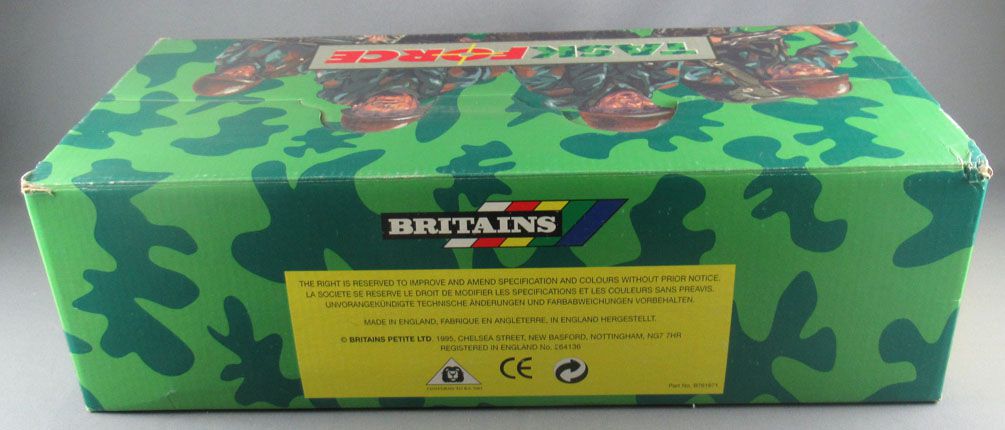 TASK FORCE
BRITAINS
THE RIGHT IS RESERVED TO IMPROVE AND AMEND SPECIFICATION AND COLOURS WITHOUT PRIOR NOTICE.
LA SOCIETE SE RESERVE LE DROIT DE MODIFIER LES SPECIFICATIONS ET LES COULEURS SANS PREAVIS.
UNVORANGEKÜNDIGTE TECHNISCHE ÄNDERUNGEN UND FARBABWEICHUNGEN VORBEHALTEN.
MADE IN ENGLAND, FABRIQUE EN ANGLETERRE, IN ENGLAND HERGESTELLT.
© BRITAINS PETITE LTD. 1995, CHELSEA STREET, NEW BASFORD, NOTTINGHAM, NG7 7HR
REGISTERED IN ENGLAND No. 264136
CE
Part No. B761871